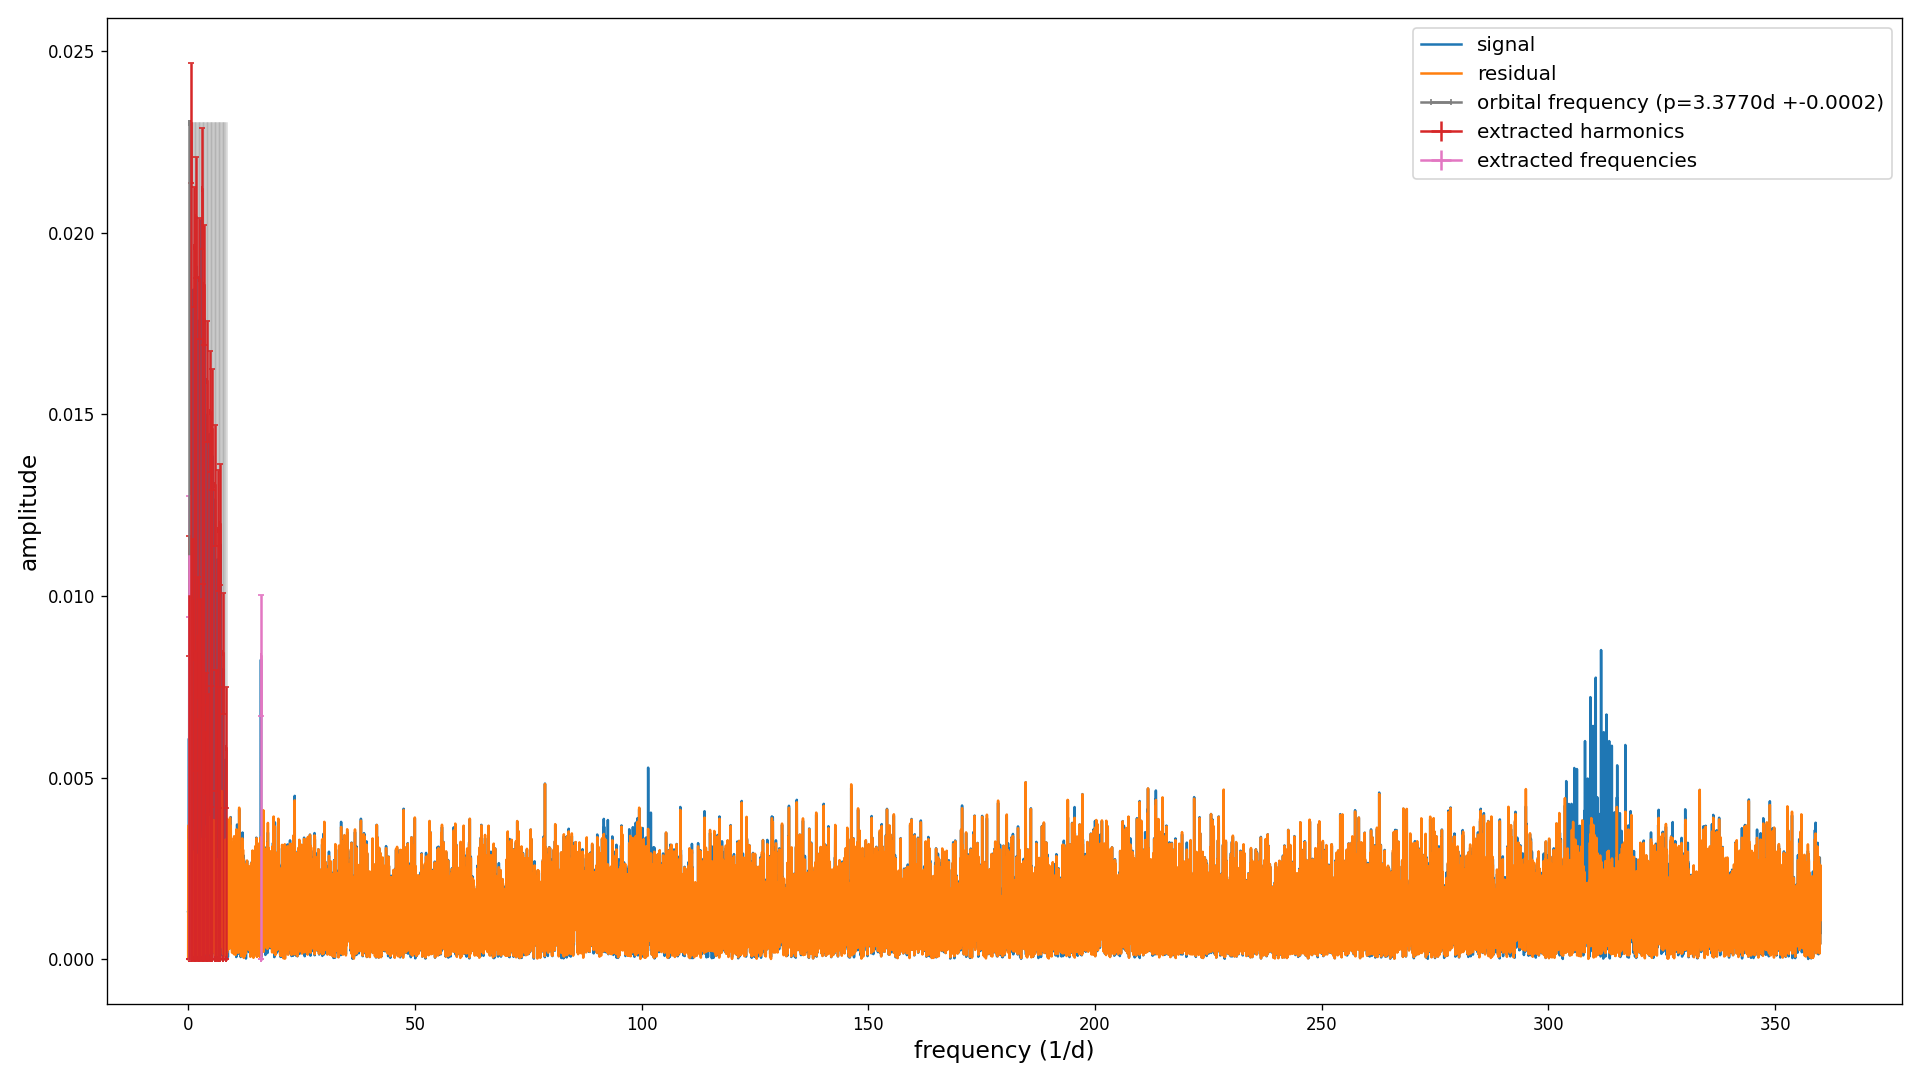 signal
residual
orbital frequency (p=3.3770d +-0.0002)
extracted harmonics
extracted frequencies
0.025
0.020
0.015
0.010
0.005
0.000
amplitude
0 50 100 150 200 250 300 350
frequency (1/d)